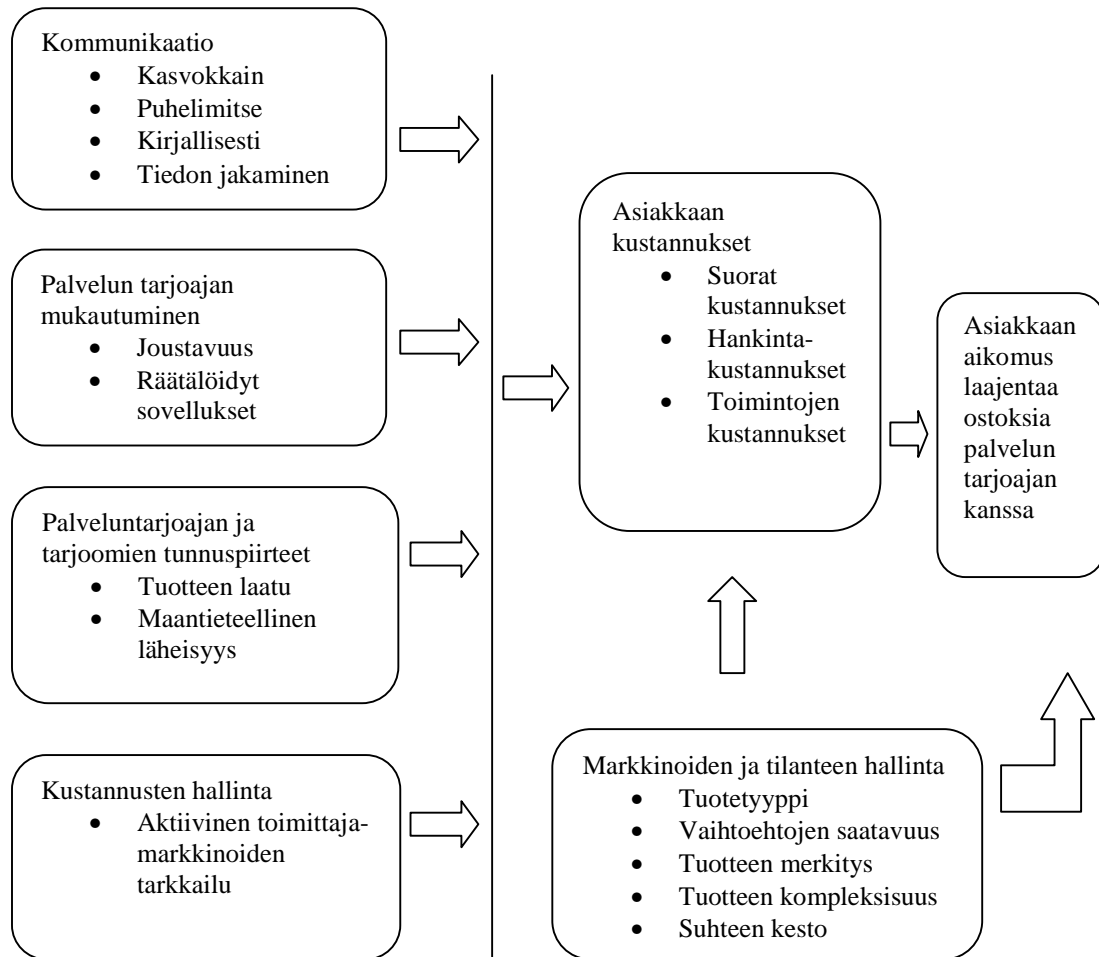 Kommunikaatio
• Kasvokkain
• Puhelimitse
• Kirjallisesti
• Tiedon jakaminen
Palvelun tarjoajan
mukautuminen
• Joustavuus
• Räätälöidyt
sovellukset
Palveluntarjoajan ja
tarjoomien tunnuspiirteet
• Tuotteen laatu
• Maantieteellinen
läheisyys
Kustannusten hallinta
• Aktiivinen toimittaja-
markkinoiden
tarkkailu
Asiakkaan
kustannukset
• Suorat
kustannukset
• Hankinta-
kustannukset
• Toimintojen
kustannukset
Asiakkaan
aikomus
laajentaa
ostoksia
palvelun
tarjoajan
kanssa
Markkinoiden ja tilanteen hallinta
• Tuotetyyppi
• Vaihtoehtojen saatavuus
• Tuotteen merkitys
• Tuotteen kompleksisuus
• Suhteen kesto